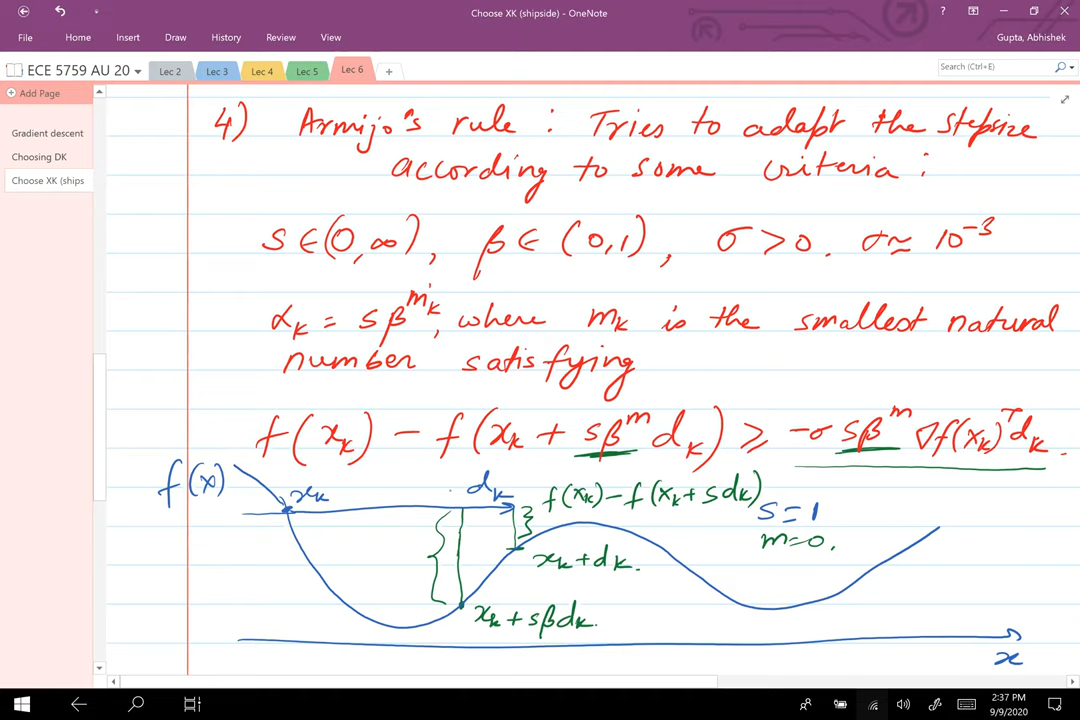 Choose XK (shipside) - OneNote
?
File Home Insert Draw History Review View
Gupta, Abhishek
ECE 5759 AU 20
Lec 2 Lec 3 Lec 4 Lec 5 Lec 6
Search (Ctrl+E)
Add Page
Gradient descent
Choosing DK
Choose XK (ships
4) Armijo's rule : Tries to adapt the stepsize
according to some criteria :
s ∈ (0, ∞), β ∈ (0,1), σ > 0. σ ≈ 10⁻³
αₖ = sβ^{mₖ}, where mₖ is the smallest natural
number satisfying
f(xₖ) - f(xₖ + sβ^m dₖ) ≥ -σ sβ^m ∇f(xₖ)ᵀdₖ.
f(x)
xₖ
dₖ
f(xₖ) - f(xₖ + sdₖ)
s = 1
m = 0.
xₖ + dₖ.
xₖ + sβdₖ.
x
2:37 PM
9/9/2020